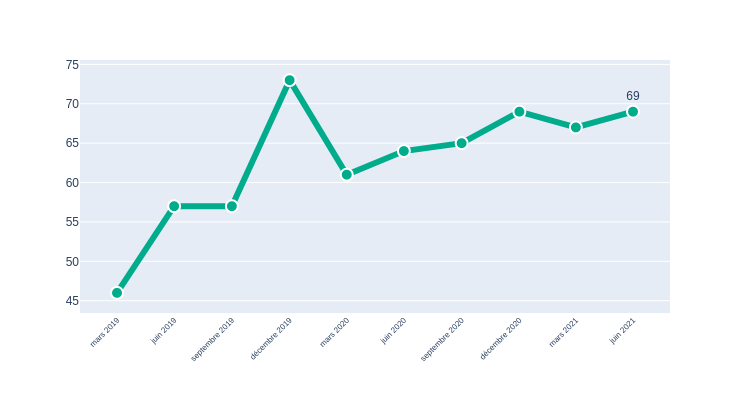 75
70
65
60
55
50
45
69
mars 2019
juin 2019
septembre 2019
décembre 2019
mars 2020
juin 2020
septembre 2020
décembre 2020
mars 2021
juin 2021